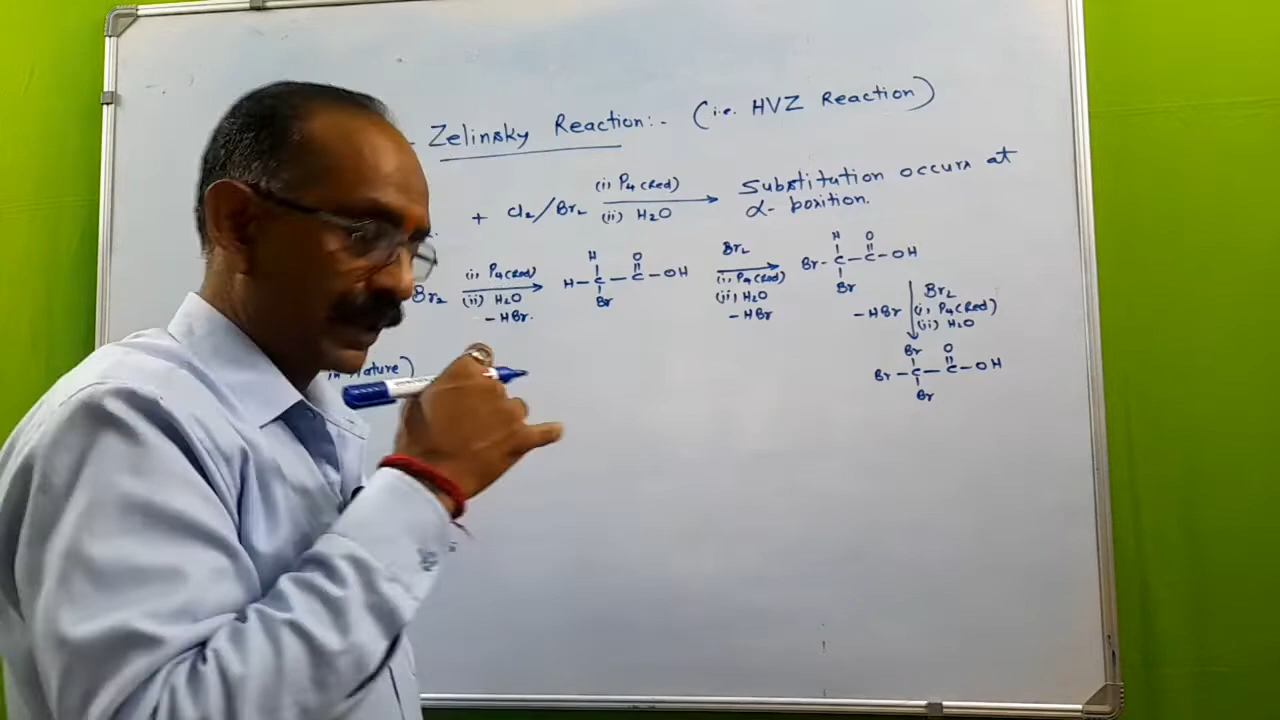 - Zelinsky Reaction:- (i.e. HVZ Reaction)
+ Cl₂/Br₂ (i) P₄(Red) (ii) H₂O → Substitution occurs at
α-position.
Br₂ (i) P₄(Red) (ii) H₂O -HBr. →
H H-C-C-OH O Br
Br₂ (i) P₄(Red) (ii) H₂O -HBr →
H Br-C-C-OH O Br
-HBr ↓ Br₂ (i) P₄(Red) (ii) H₂O
Br Br-C-C-OH O Br
in Nature)